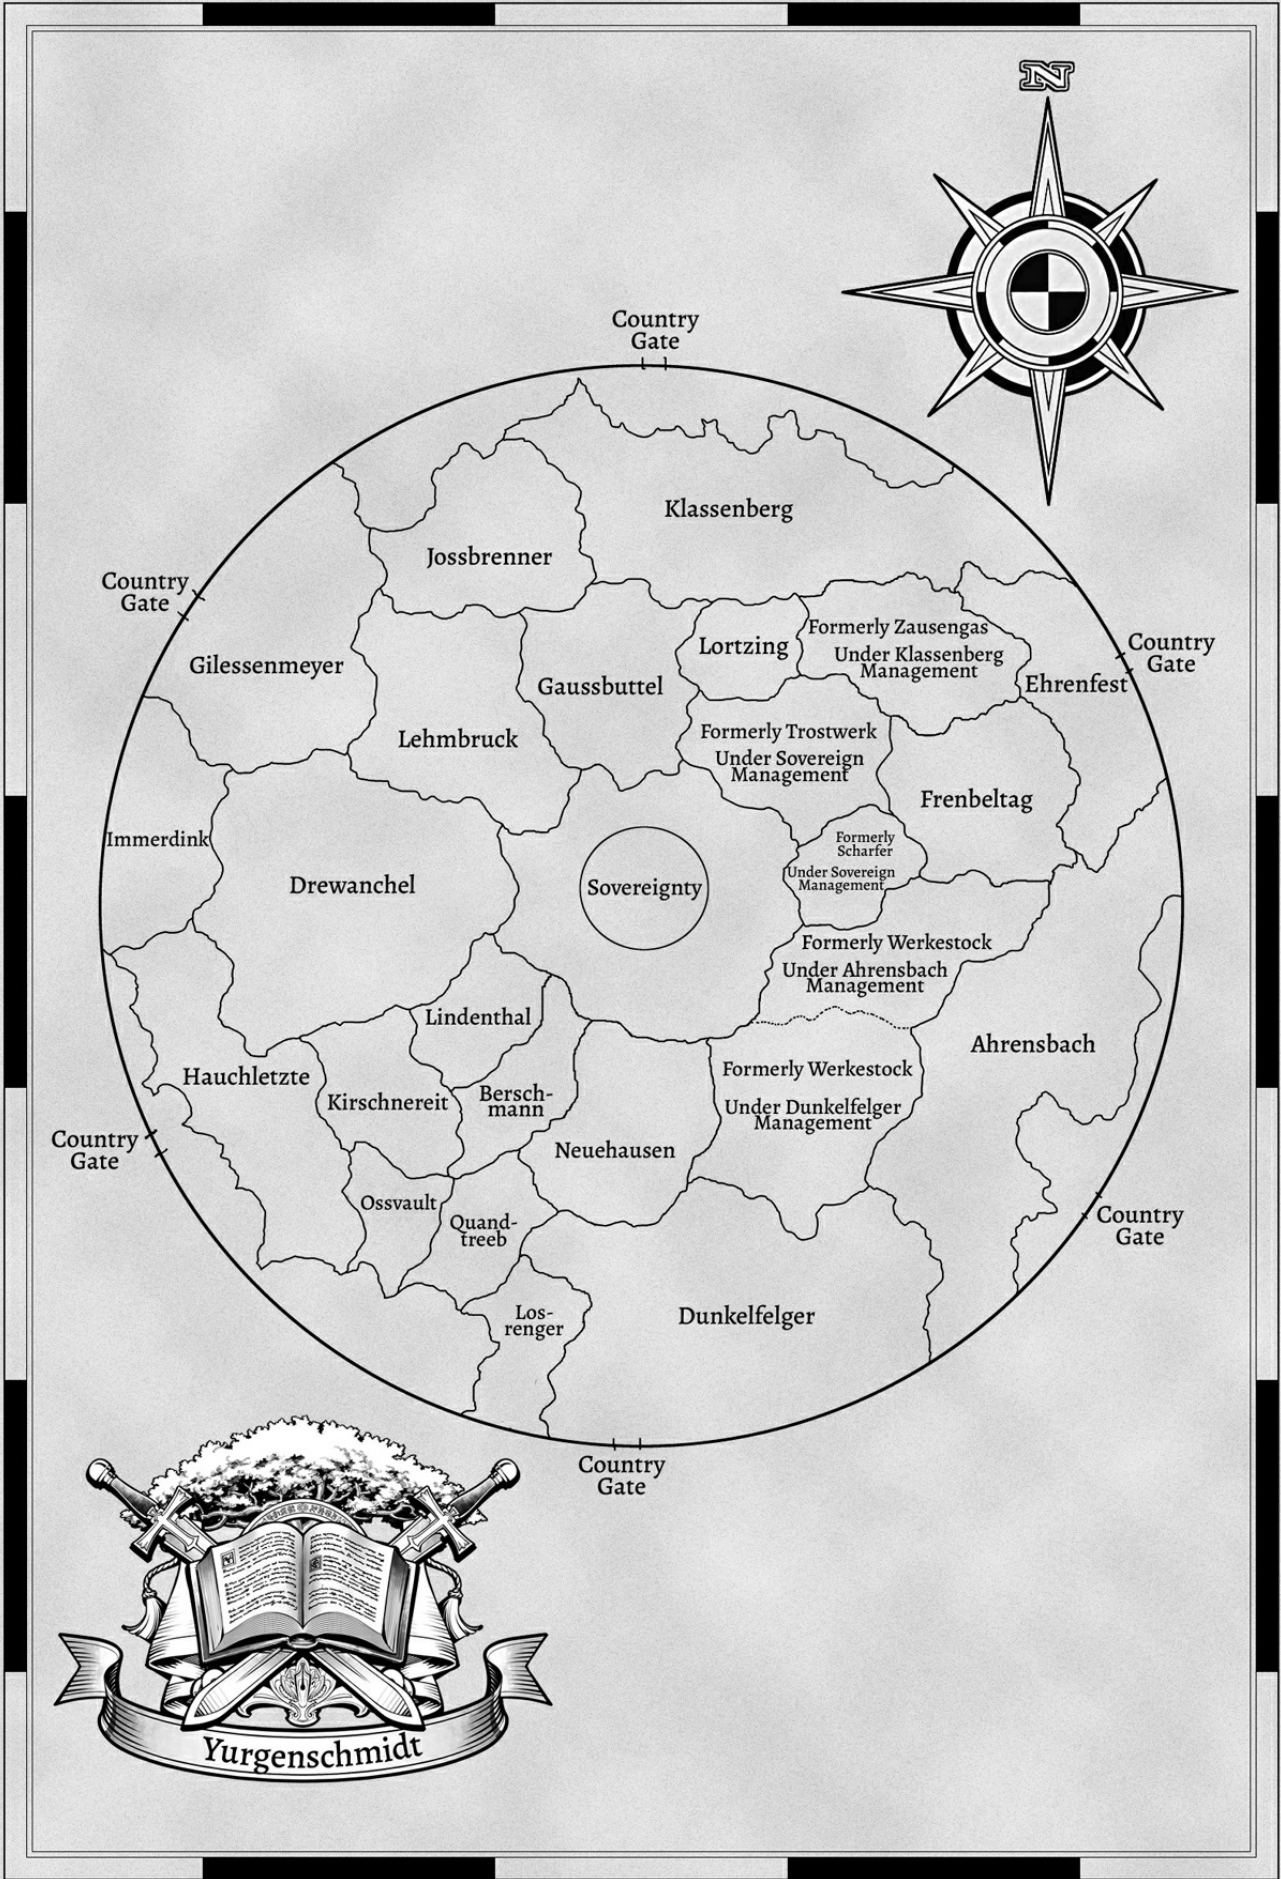 N
Country
Gate
Klassenberg
Jossbrenner
Country
Gate
Formerly Zausengas
Under Klassenberg
Management
Lortzing
Country
Gate
Gilessenmeyer
Gaussbuttel
Ehrenfest
Lehmbruck
Formerly Trostwerk
Under Sovereign
Management
Frenbeltag
Immerdink
Formerly
Scharfer
Under Sovereign
Management
Drewanchel
Sovereignty
Formerly Werkestock
Under Ahrensbach
Management
Lindenthal
Ahrensbach
Hauchletzte
Formerly Werkestock
Kirschnereit
Bersch-
mann
Under Dunkelfelger
Management
Country
Gate
Neuehausen
Ossvault
Quand-
treeb
Country
Gate
Los-
renger
Dunkelfelger
Country
Gate
Yurgenschmidt